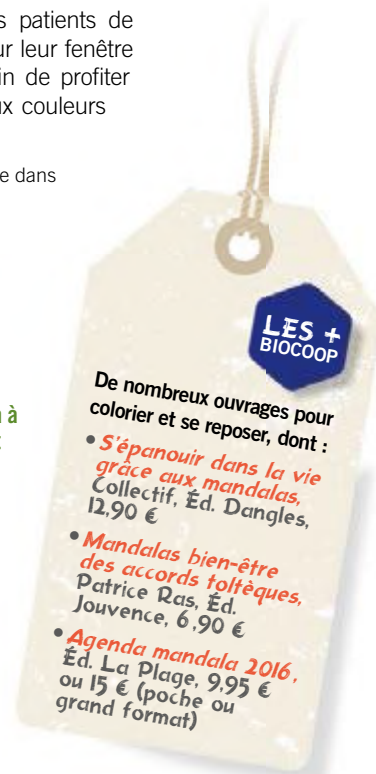 s patients de
ur leur fenêtre
in de profiter
ux couleurs
e dans
à
:
LES +
BIOCOOP
De nombreux ouvrages pour
colorier et se reposer, dont :
• S'épanouir dans la vie
grâce aux mandalas,
Collectif, Éd. Dangles,
12,90 €
• Mandalas bien-être
des accords toltèques,
Patrice Ras, Éd.
Jouvence, 6,90 €
• Agenda mandala 2016,
Éd. La Plage, 9,95 €
ou 15 € (poche ou
grand format)